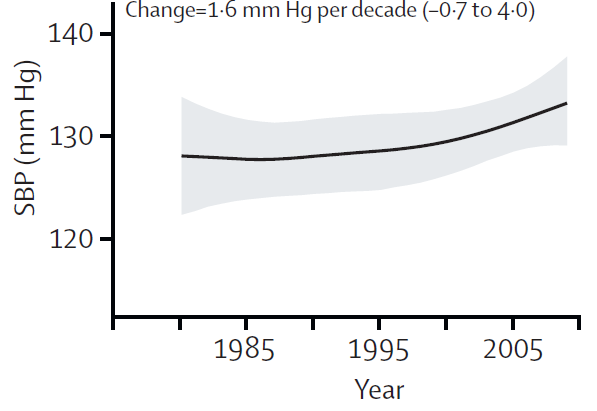 Change=1·6 mm Hg per decade (–0·7 to 4·0)
140
130
120
SBP (mm Hg)
1985 1995 2005
Year